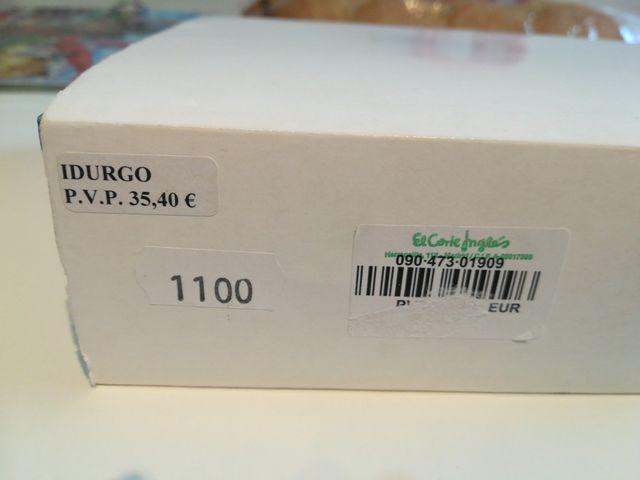 IDURGO
P.V.P. 35,40 €
1100
El Corte Inglés
090-473-01909
EUR